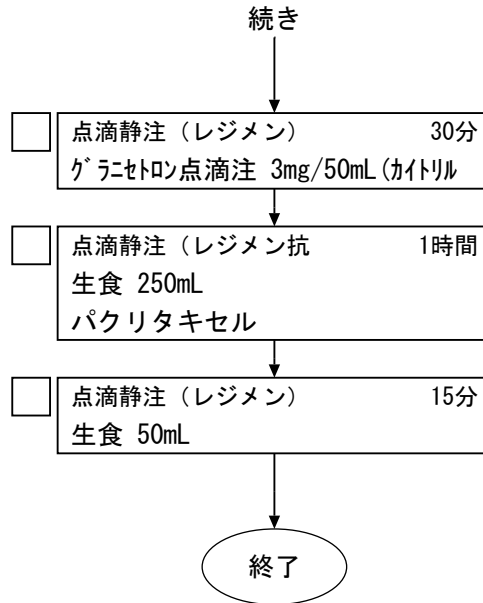 続き
点滴静注（レジメン） 30分
ｸﾞﾗﾆｾﾄﾛﾝ点滴注 3mg/50mL(ｶｲﾄﾘﾙ
点滴静注（レジメン抗 1時間
生食 250mL
パクリタキセル
点滴静注（レジメン） 15分
生食 50mL
終了